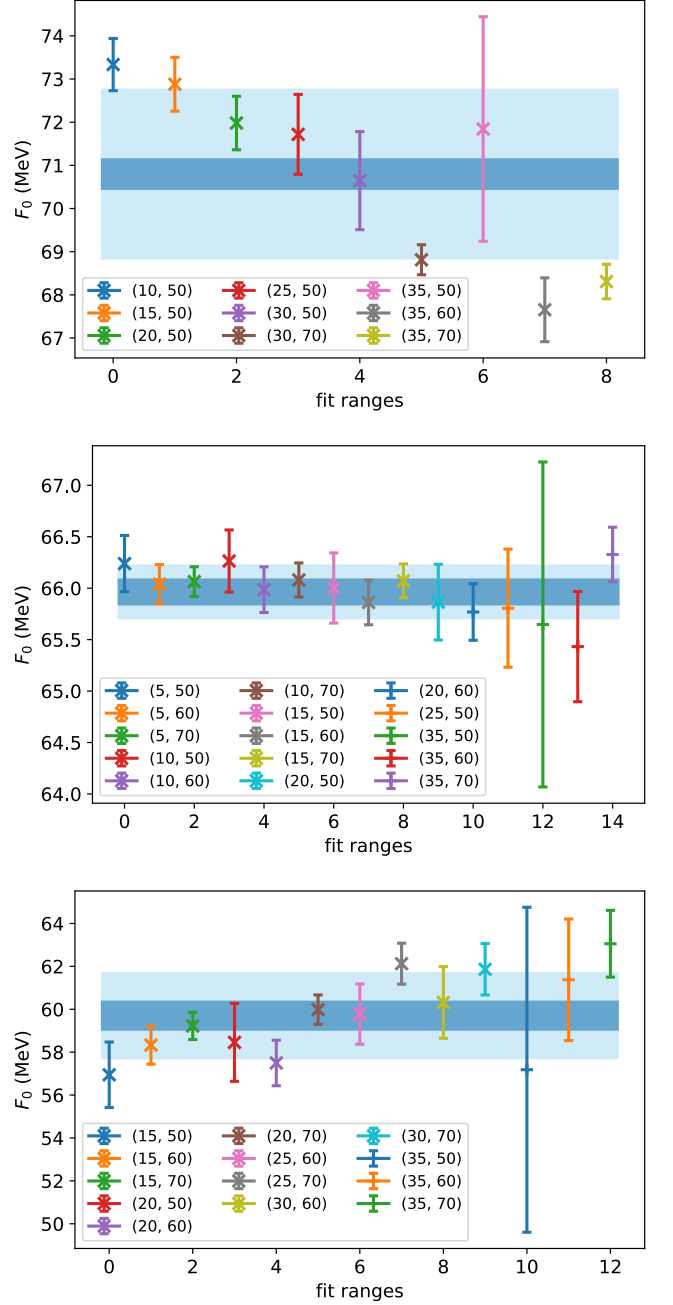 74
73
72
71
70
69
68
67
F0 (MeV)
(10, 50) (25, 50) (35, 50)
(15, 50) (30, 50) (35, 60)
(20, 50) (30, 70) (35, 70)
0 2 4 6 8
fit ranges
67.0
66.5
66.0
65.5
65.0
64.5
64.0
F0 (MeV)
(5, 50) (10, 70) (20, 60)
(5, 60) (15, 50) (25, 50)
(5, 70) (15, 60) (35, 50)
(10, 50) (15, 70) (35, 60)
(10, 60) (20, 50) (35, 70)
0 2 4 6 8 10 12 14
fit ranges
64
62
60
58
56
54
52
50
F0 (MeV)
(15, 50) (20, 70) (30, 70)
(15, 60) (25, 60) (35, 50)
(15, 70) (25, 70) (35, 60)
(20, 50) (30, 60) (35, 70)
(20, 60)
0 2 4 6 8 10 12
fit ranges